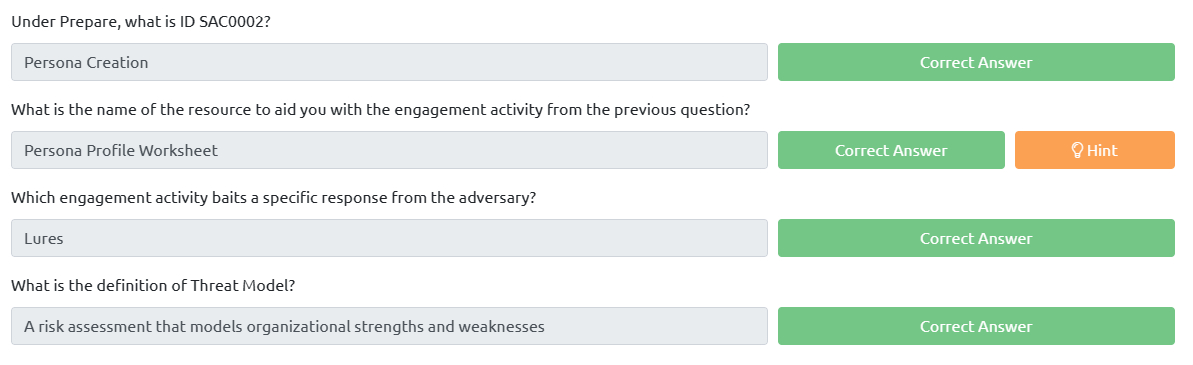 Under Prepare, what is ID SAC0002?
Persona Creation
Correct Answer
What is the name of the resource to aid you with the engagement activity from the previous question?
Persona Profile Worksheet
Correct Answer
Hint
Which engagement activity baits a specific response from the adversary?
Lures
Correct Answer
What is the definition of Threat Model?
A risk assessment that models organizational strengths and weaknesses
Correct Answer